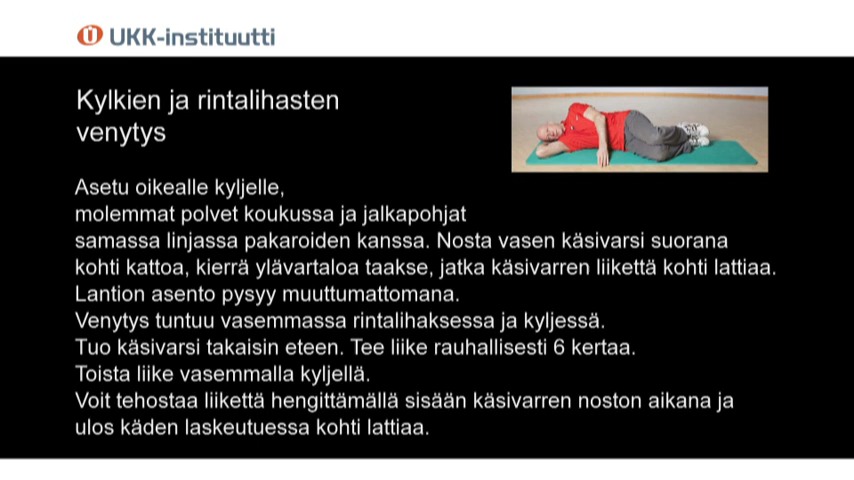 UKK-instituutti
Kylkien ja rintalihasten
venytys
Asetu oikealle kyljelle,
molemmat polvet koukussa ja jalkapohjat
samassa linjassa pakaroiden kanssa. Nosta vasen käsivarsi suorana
kohti kattoa, kierrä ylävartaloa taakse, jatka käsivarren liikettä kohti lattiaa.
Lantion asento pysyy muuttumattomana.
Venytys tuntuu vasemmassa rintalihaksessa ja kyljessä.
Tuo käsivarsi takaisin eteen. Tee liike rauhallisesti 6 kertaa.
Toista liike vasemmalla kyljellä.
Voit tehostaa liikettä hengittämällä sisään käsivarren noston aikana ja
ulos käden laskeutuessa kohti lattiaa.